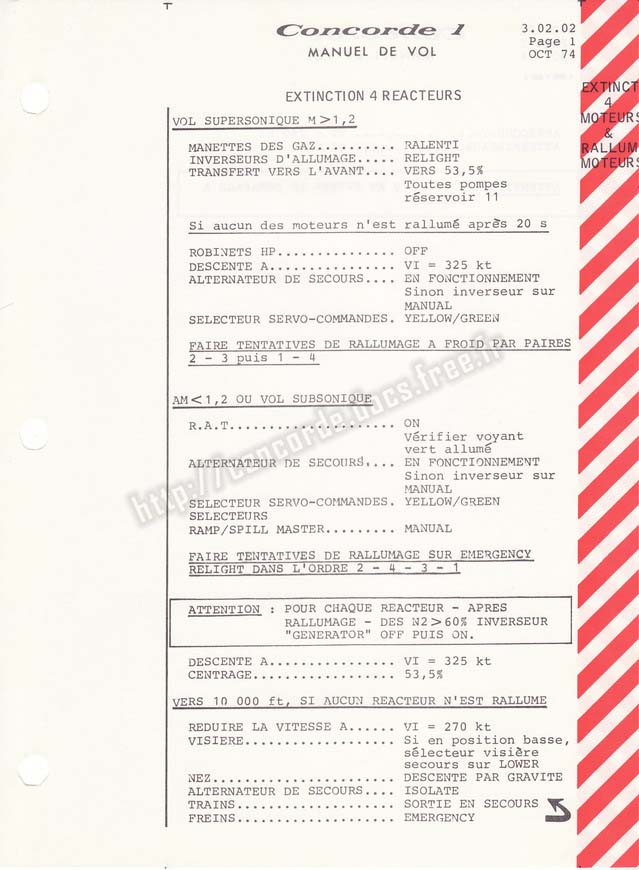 Concorde 1
MANUEL DE VOL
3.02.02
Page 1
OCT 74
EXTINCT
4
MOTEURS
&
RALLUM
MOTEURS
EXTINCTION 4 REACTEURS
VOL SUPERSONIQUE M>1,2
MANETTES DES GAZ.......... RALENTI
INVERSEURS D'ALLUMAGE..... RELIGHT
TRANSFERT VERS L'AVANT.... VERS 53,5%
Toutes pompes
réservoir 11
Si aucun des moteurs n'est rallumé après 20 s
ROBINETS HP............... OFF
DESCENTE A................ VI = 325 kt
ALTERNATEUR DE SECOURS.... EN FONCTIONNEMENT
Sinon inverseur sur
MANUAL
SELECTEUR SERVO-COMMANDES. YELLOW/GREEN
FAIRE TENTATIVES DE RALLUMAGE A FROID PAR PAIRES
2 - 3 puis 1 - 4
AM<1,2 OU VOL SUBSONIQUE
R.A.T..................... ON
Vérifier voyant
vert allumé
ALTERNATEUR DE SECOURS.... EN FONCTIONNEMENT
Sinon inverseur sur
MANUAL
SELECTEUR SERVO-COMMANDES. YELLOW/GREEN
SELECTEURS
RAMP/SPILL MASTER......... MANUAL
FAIRE TENTATIVES DE RALLUMAGE SUR EMERGENCY
RELIGHT DANS L'ORDRE 2 - 4 - 3 - 1
ATTENTION : POUR CHAQUE REACTEUR - APRES
RALLUMAGE - DES N2>60% INVERSEUR
"GENERATOR" OFF PUIS ON.
DESCENTE A................ VI = 325 kt
CENTRAGE.................. 53,5%
VERS 10 000 ft, SI AUCUN REACTEUR N'EST RALLUME
REDUIRE LA VITESSE A...... VI = 270 kt
VISIERE................... Si en position basse,
sélecteur visière
secours sur LOWER
NEZ....................... DESCENTE PAR GRAVITE
ALTERNATEUR DE SECOURS.... ISOLATE
TRAINS.................... SORTIE EN SECOURS
FREINS.................... EMERGENCY
http://concorde.docs.free.fr